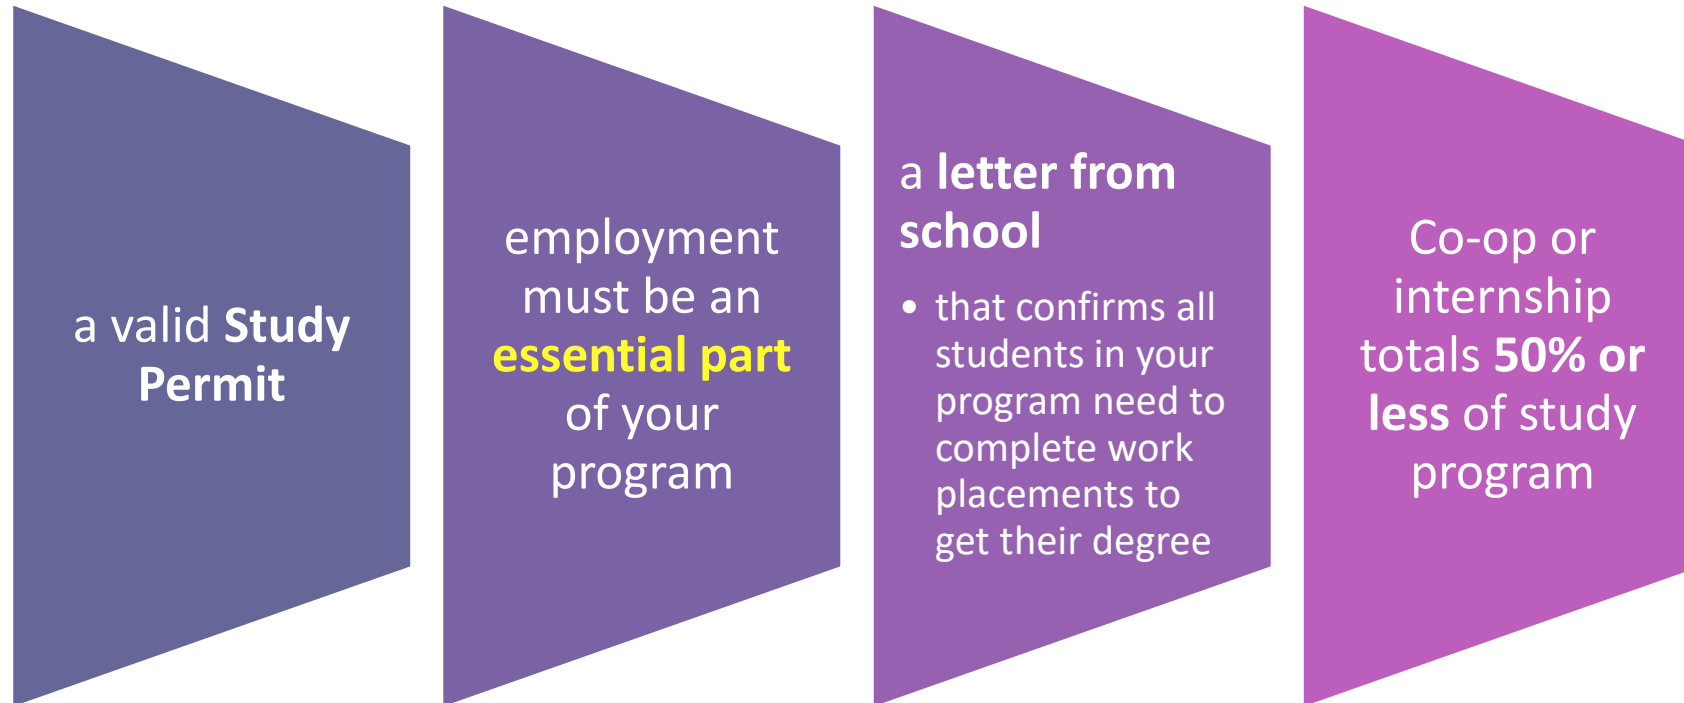 a valid Study
Permit
employment
must be an
essential part
of your
program
a letter from
school
• that confirms all
students in your
program need to
complete work
placements to
get their degree
Co-op or
internship
totals 50% or
less of study
program